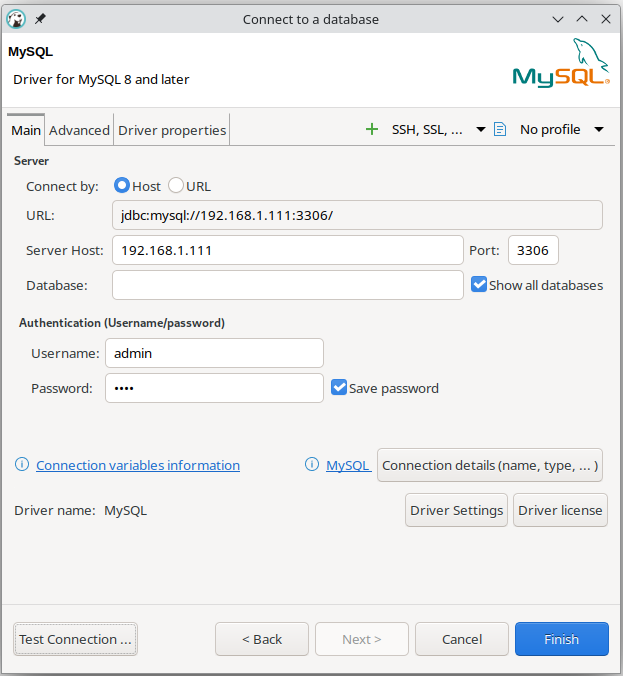 Connect to a database
MySQL
Driver for MySQL 8 and later
MySQL®
Main Advanced Driver properties + SSH, SSL, ... No profile
Server
Connect by: Host URL
URL: jdbc:mysql://192.168.1.111:3306/
Server Host: 192.168.1.111 Port: 3306
Database: Show all databases
Authentication (Username/password)
Username: admin
Password: •••• Save password
Connection variables information MySQL Connection details (name, type, ... )
Driver name: MySQL Driver Settings Driver license
Test Connection ... < Back Next > Cancel Finish